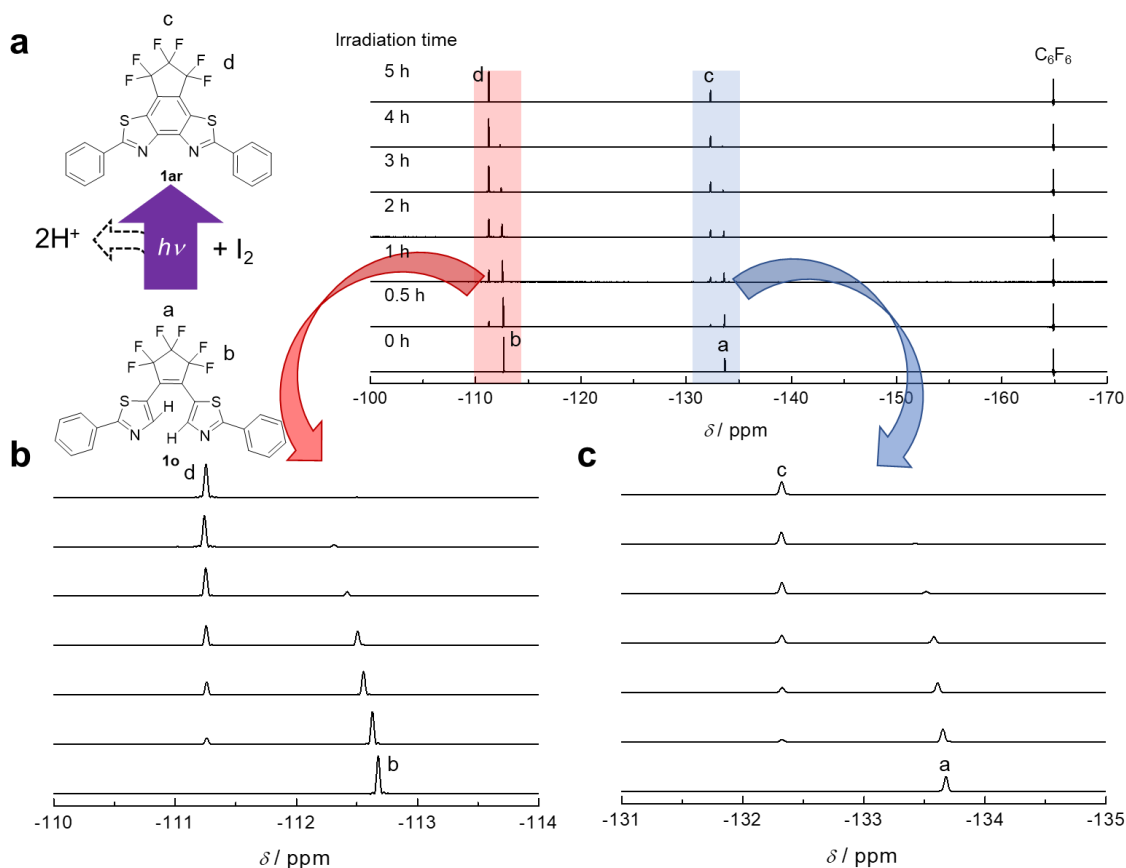 a
c
F
F
F
F
F
F
d
S
S
N
N
1ar
2H+
hν
+ I2
a
F
F
F
F
F
F
b
S
S
H
H
N
N
1o
Irradiation time
5 h
4 h
3 h
2 h
1 h
0.5 h
0 h
d
c
C6F6
b
a
-100
-110
-120
-130
-140
-150
-160
-170
δ / ppm
b
d
b
-110
-111
-112
-113
-114
δ / ppm
c
c
a
-131
-132
-133
-134
-135
δ / ppm